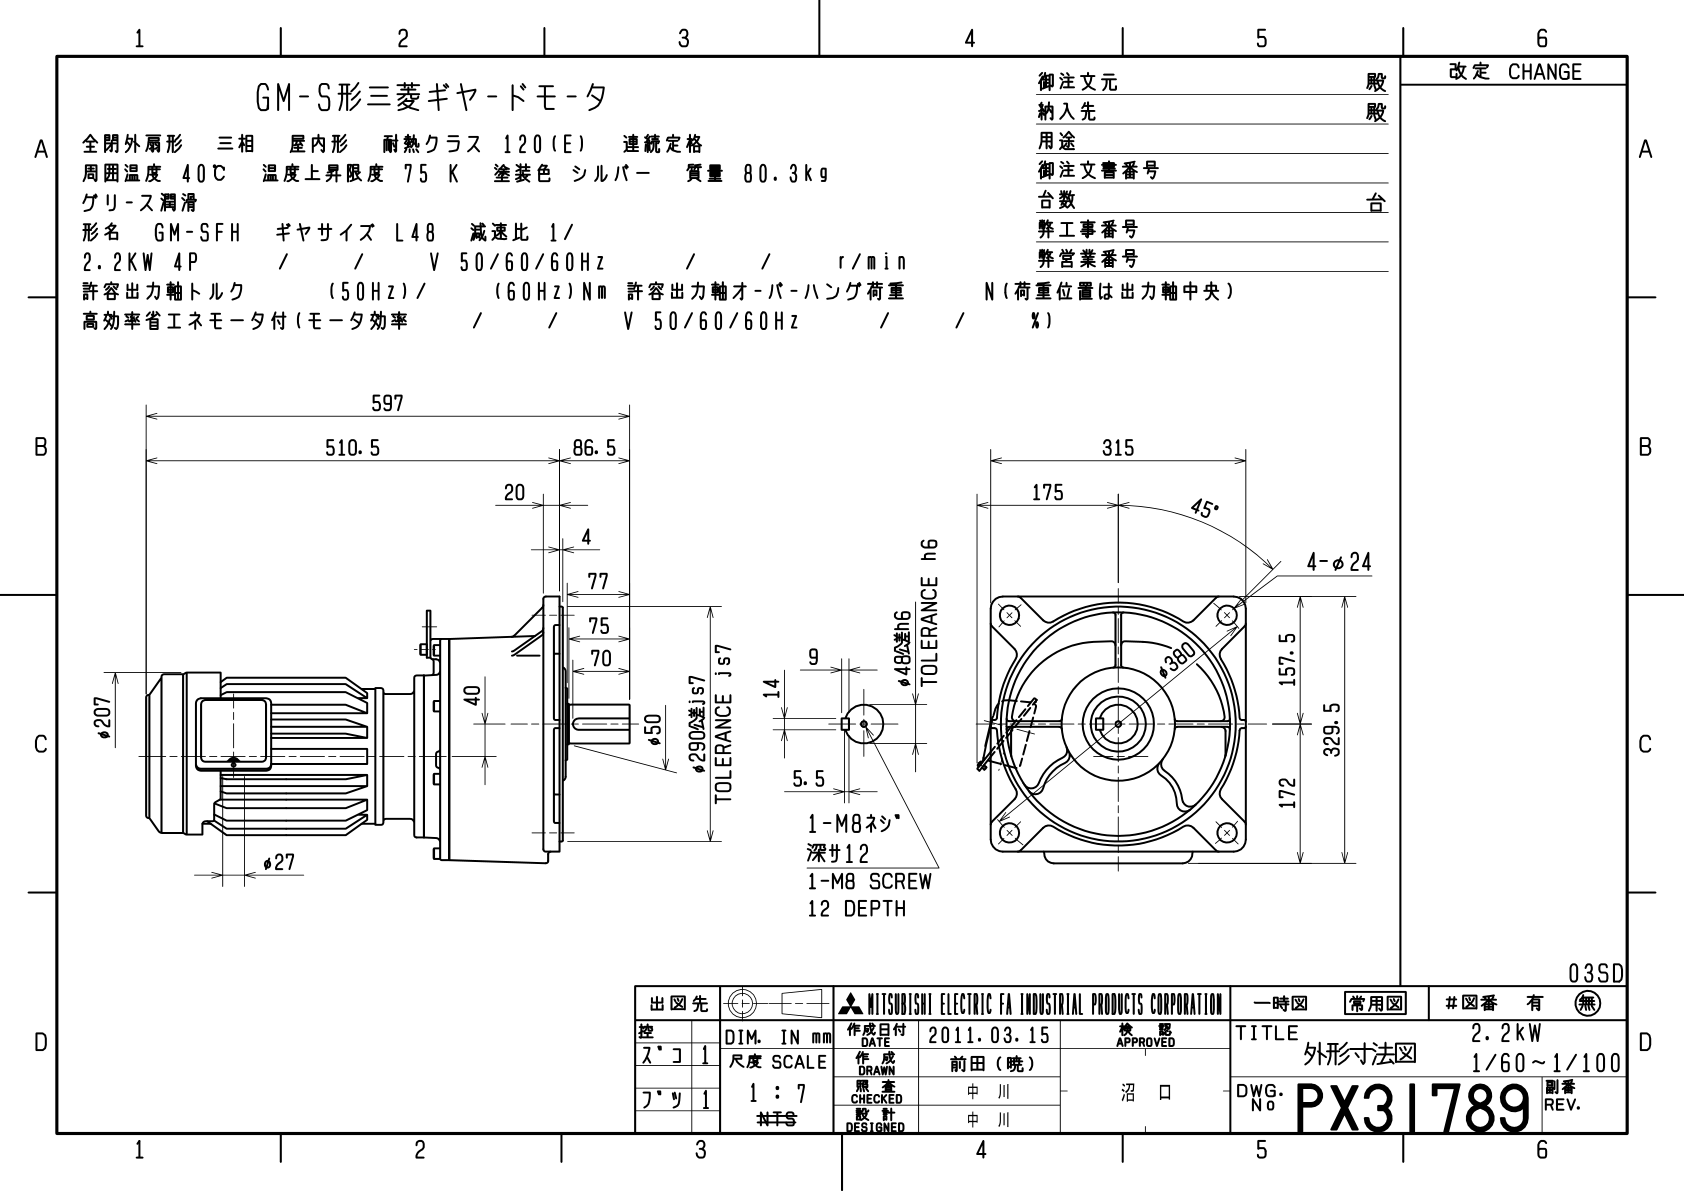 1 2 3 4 5 6
改定 CHANGE
GM-S形三菱ギヤードモータ
全閉外扇形 三相 屋内形 耐熱クラス 120(E) 連続定格
周囲温度 40℃ 温度上昇限度 75 K 塗装色 シルバー 質量 80.3kg
グリース潤滑
形名 GM-SFH ギヤサイズ L48 減速比 1/
2.2KW 4P / / V 50/60/60Hz / / r/min
許容出力軸トルク (50Hz)/ (60Hz)Nm 許容出力軸オーバーハング荷重 N(荷重位置は出力軸中央)
高効率省エネモータ付(モータ効率 / / V 50/60/60Hz / / %)
御注文元 殿
納入先 殿
用途
御注文書番号
台数 台
弊工事番号
弊営業番号
A A
B B
C C
D D
597
510.5 86.5
20
4
77
75
70
40
φ207
φ27
φ50
φ290公差js7
TOLERANCE js7
9
14
5.5
φ48公差h6
TOLERANCE h6
1-M8ネジ
深サ12
1-M8 SCREW
12 DEPTH
315
175
45°
4-φ24
φ380
157.5
172
329.5
03SD
出図先
控
ズコ 1
ブツ 1
DIM. IN mm
尺度 SCALE
1 : 7
NTS
MITSUBISHI ELECTRIC FA INDUSTRIAL PRODUCTS CORPORATION
作成日付
DATE
2011.03.15
検 認
APPROVED
作 成
DRAWN
前田(暁)
照 査
CHECKED
中 川
沼 口
設 計
DESIGNED
中 川
一時図 常用図 #図番 有 無
TITLE
外形寸法図
2.2kW
1/60~1/100
DWG.
No
PX31789
副番
REV.
1 2 3 4 5 6